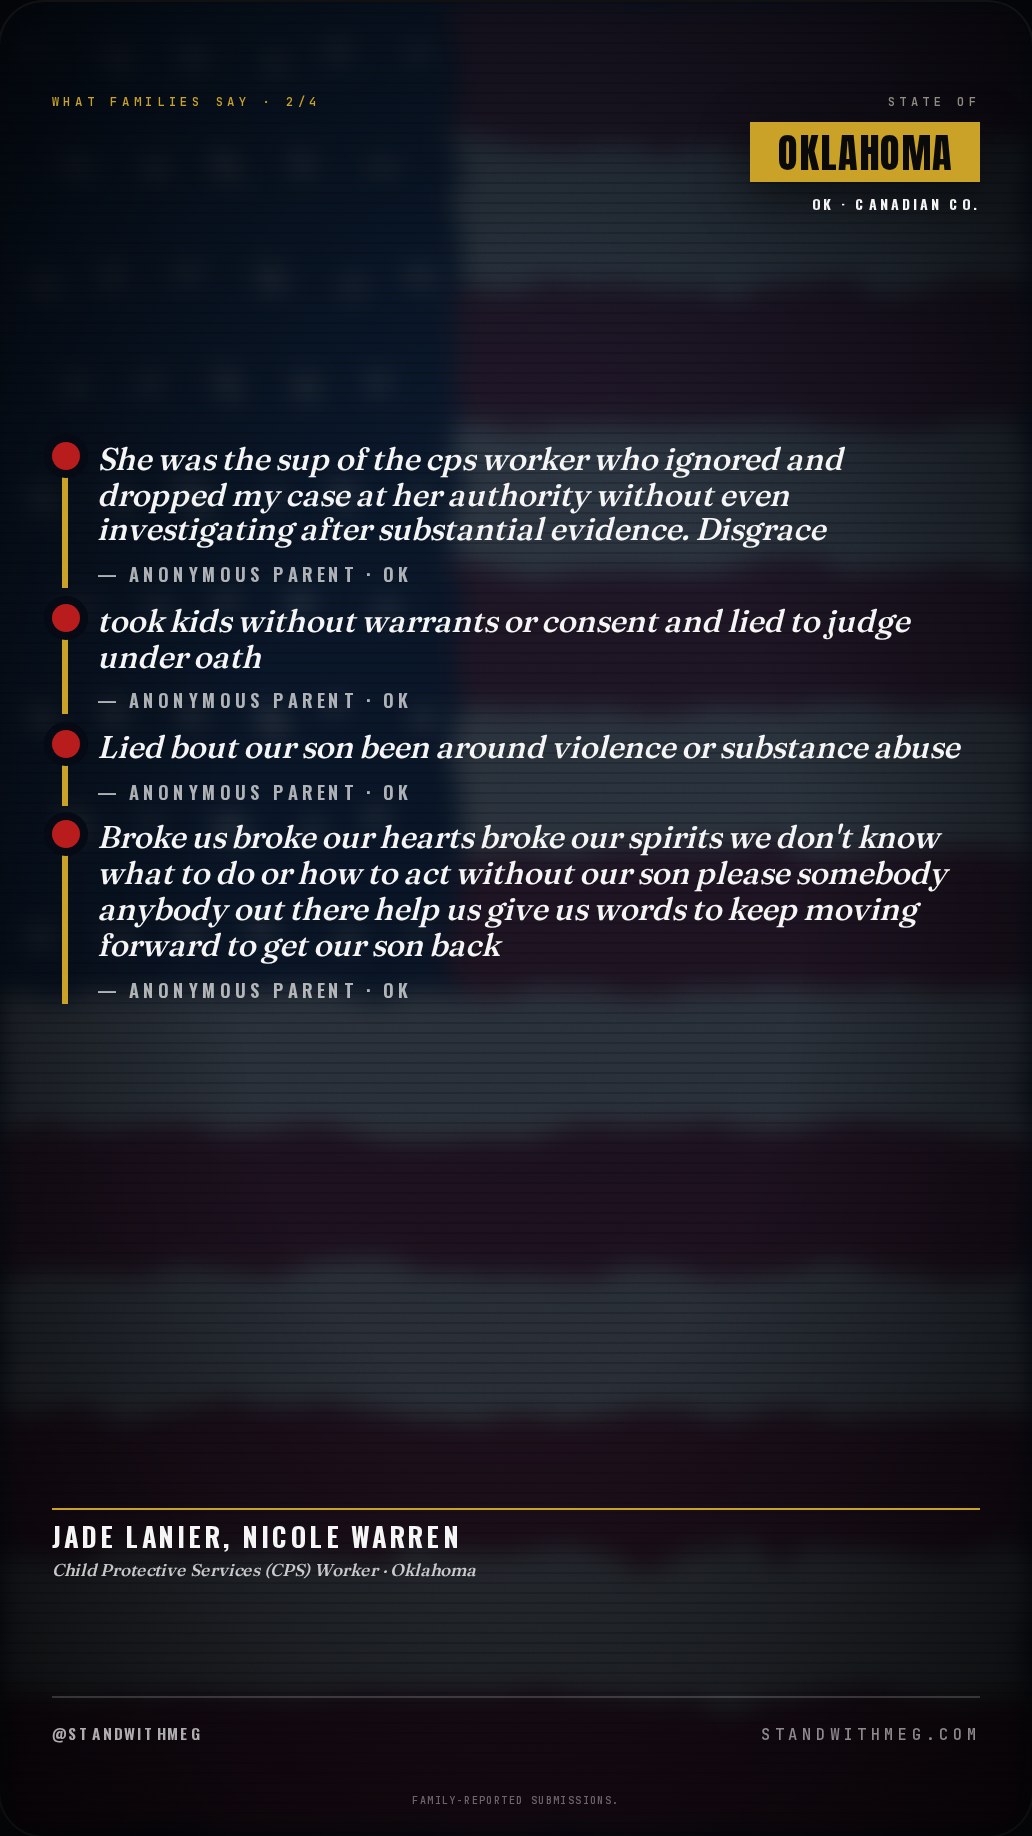 WHAT FAMILIES SAY · 2/4
STATE OF
OKLAHOMA
OK · CANADIAN CO.
She was the sup of the cps worker who ignored and
dropped my case at her authority without even
investigating after substantial evidence. Disgrace
— ANONYMOUS PARENT · OK
took kids without warrants or consent and lied to judge
under oath
— ANONYMOUS PARENT · OK
Lied bout our son been around violence or substance abuse
— ANONYMOUS PARENT · OK
Broke us broke our hearts broke our spirits we don't know
what to do or how to act without our son please somebody
anybody out there help us give us words to keep moving
forward to get our son back
— ANONYMOUS PARENT · OK
JADE LANIER, NICOLE WARREN
Child Protective Services (CPS) Worker · Oklahoma
@STANDWITHMEG
STANDWITHMEG.COM
FAMILY-REPORTED SUBMISSIONS.